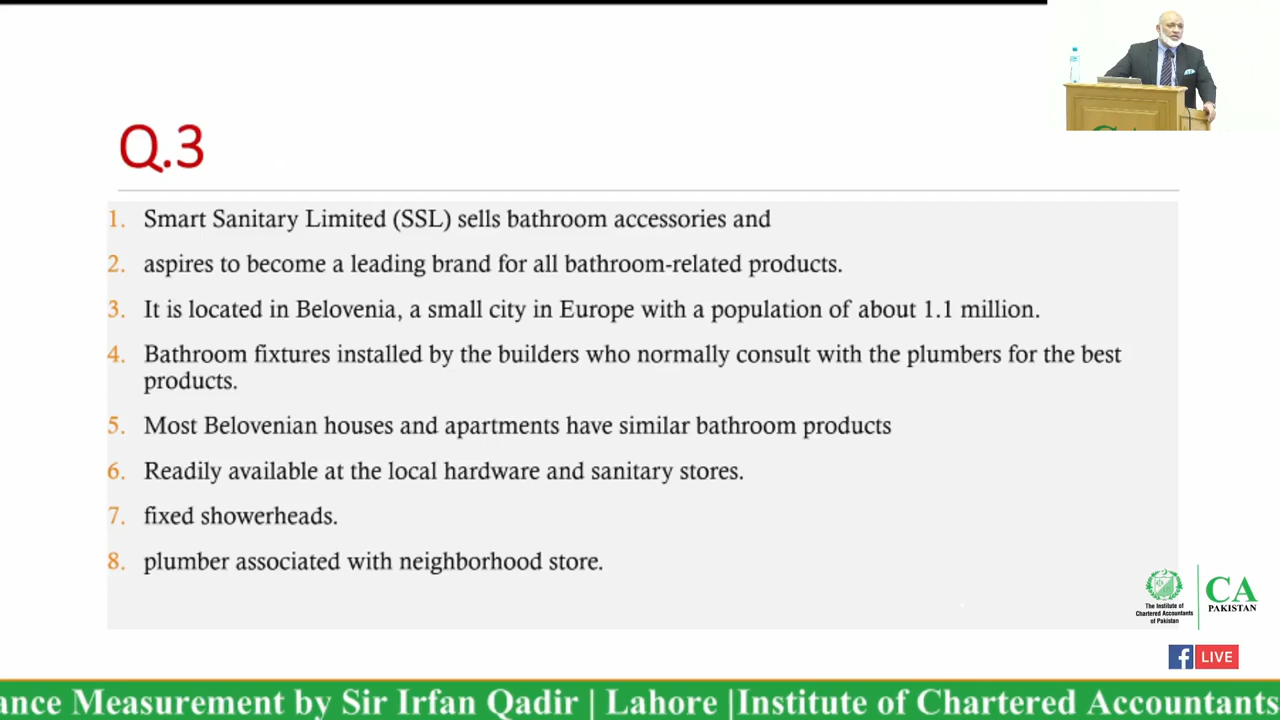 Q.3
1. Smart Sanitary Limited (SSL) sells bathroom accessories and
2. aspires to become a leading brand for all bathroom-related products.
3. It is located in Belovenia, a small city in Europe with a population of about 1.1 million.
4. Bathroom fixtures installed by the builders who normally consult with the plumbers for the best
products.
5. Most Belovenian houses and apartments have similar bathroom products
6. Readily available at the local hardware and sanitary stores.
7. fixed showerheads.
8. plumber associated with neighborhood store.
The Institute of
Chartered Accountants
of Pakistan
CA
PAKISTAN
f LIVE
ance Measurement by Sir Irfan Qadir | Lahore |Institute of Chartered Accountants